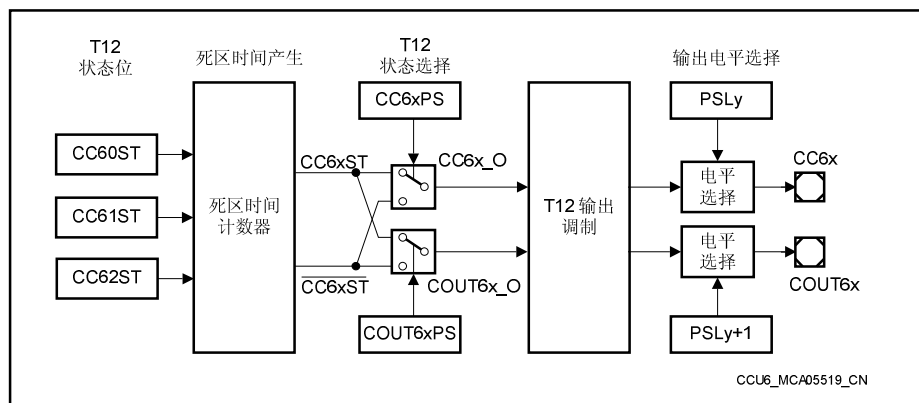 T12
状态位
死区时间产生
T12
状态选择
输出电平选择
CC6xPS
PSLy
CC60ST
CC61ST
CC62ST
死区时间
计数器
CC6xST
CC6xST
CC6x_O
COUT6x_O
COUT6xPS
T12 输出
调制
电平
选择
CC6x
电平
选择
COUT6x
PSLy+1
CCU6_MCA05519_CN